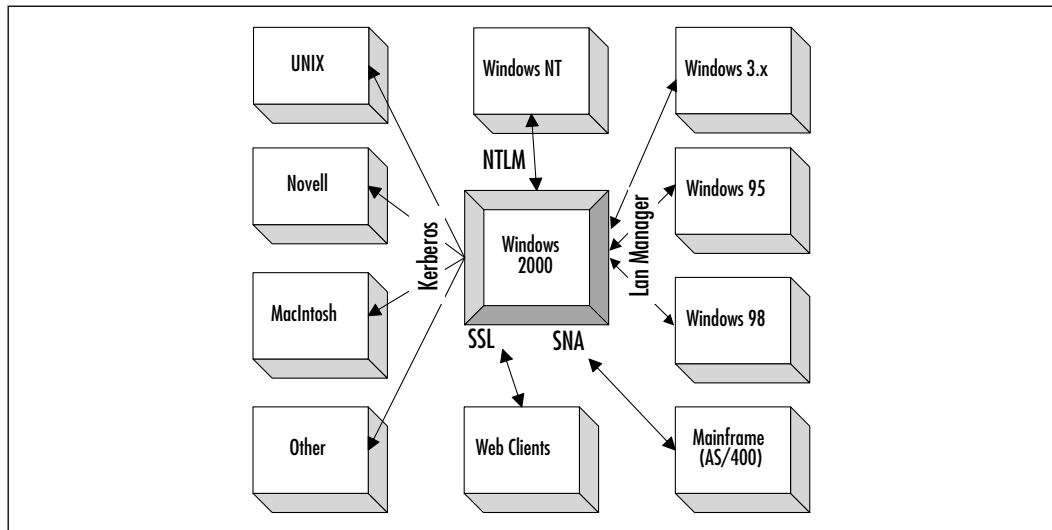 UNIX
Windows NT
Windows 3.x
NTLM
Novell
Windows 95
Kerberos
Windows
2000
Lan Manager
MacIntosh
Windows 98
SSL
SNA
Other
Web Clients
Mainframe
(AS/400)